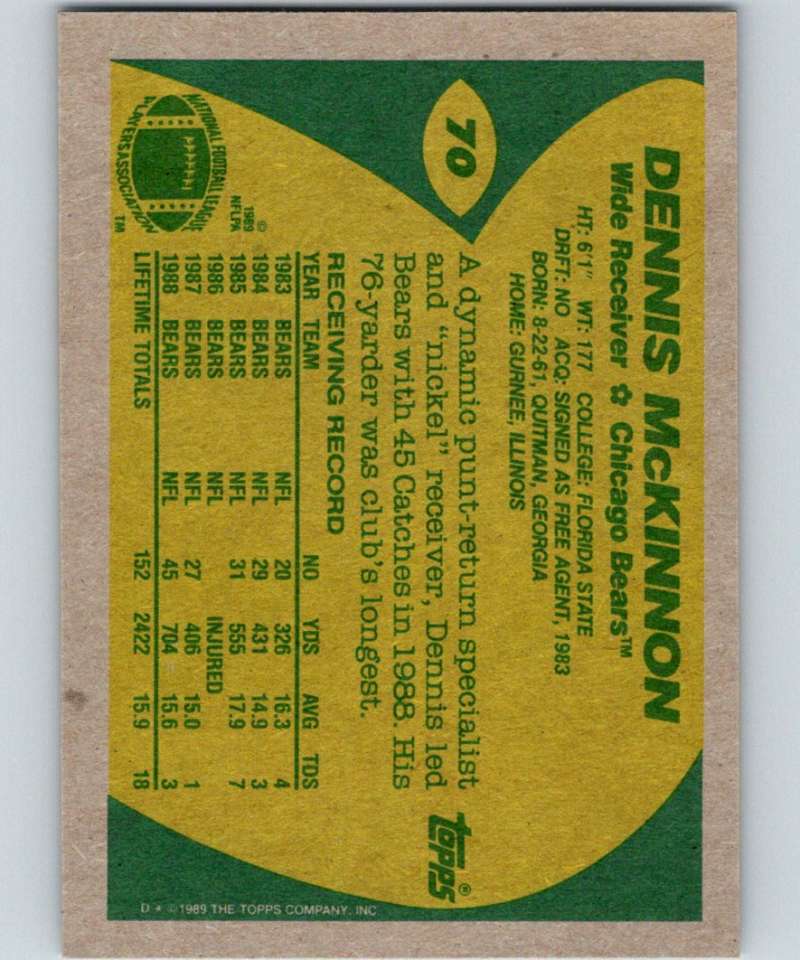 70
DENNIS McKINNON
Wide Receiver ✿ Chicago Bears™
HT: 6'1" WT: 177 COLLEGE: FLORIDA STATE
DRFT: NO ACQ: SIGNED AS FREE AGENT, 1983
BORN: 8-22-61, QUITMAN, GEORGIA
HOME: GURNEE, ILLINOIS
A dynamic punt-return specialist
and "nickel" receiver, Dennis led
Bears with 45 Catches in 1988. His
76-yarder was club's longest.
topps®
RECEIVING RECORD
YEAR TEAM NO YDS AVG TDS
1983 BEARS NFL 20 326 16.3 4
1984 BEARS NFL 29 431 14.9 3
1985 BEARS NFL 31 555 17.9 7
1986 BEARS NFL INJURED
1987 BEARS NFL 27 406 15.0 1
1988 BEARS NFL 45 704 15.6 3
LIFETIME TOTALS 152 2422 15.9 18
NATIONAL FOOTBALL LEAGUE
PLAYERS ASSOCIATION
TM
©
1989
NFLPA
D * © 1989 THE TOPPS COMPANY, INC